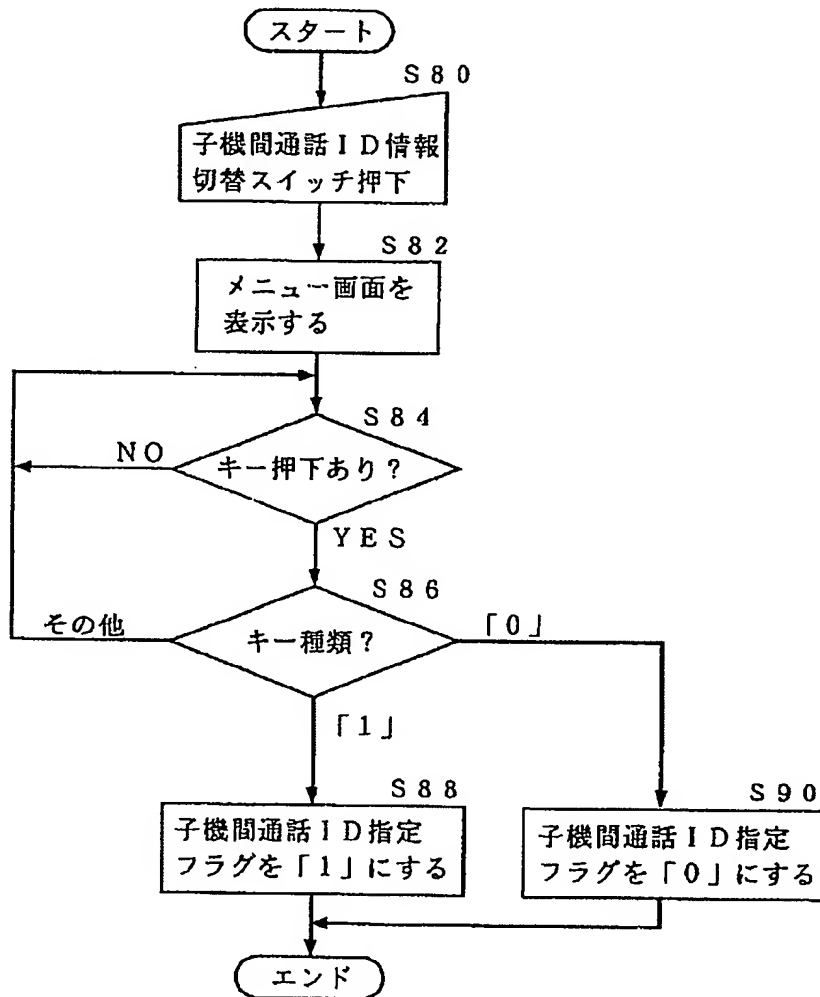 スタート
S80
子機間通話ID情報
切替スイッチ押下
S82
メニュー画面を
表示する
S84
NO
キー押下あり?
YES
S86
その他
キー種類?
「0」
「1」
S88
子機間通話ID指定
フラグを「1」にする
S90
子機間通話ID指定
フラグを「0」にする
エンド